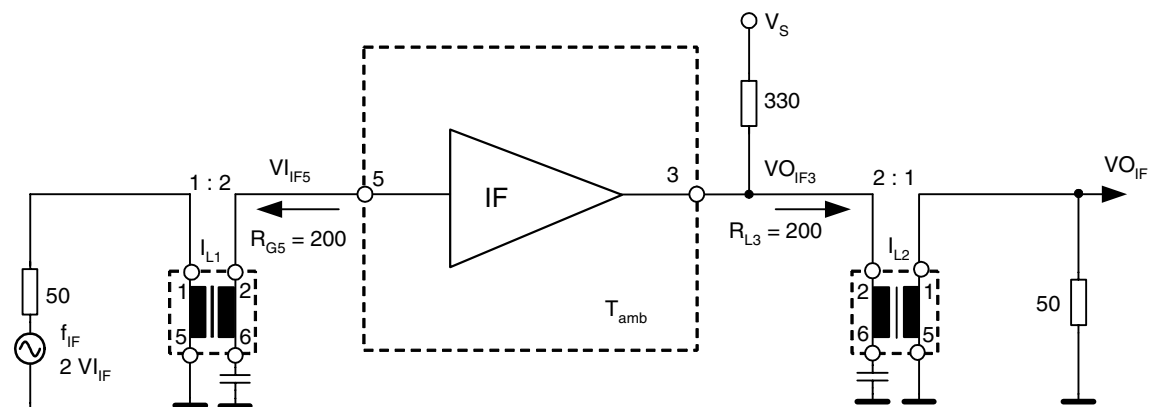 V_S
330
VI_IF5
5
IF
3
VO_IF3
VO_IF
1 : 2
2 : 1
R_G5 = 200
R_L3 = 200
I_L1
I_L2
50
1
2
5
6
f_IF
2 VI_IF
T_amb
2
1
6
5
50